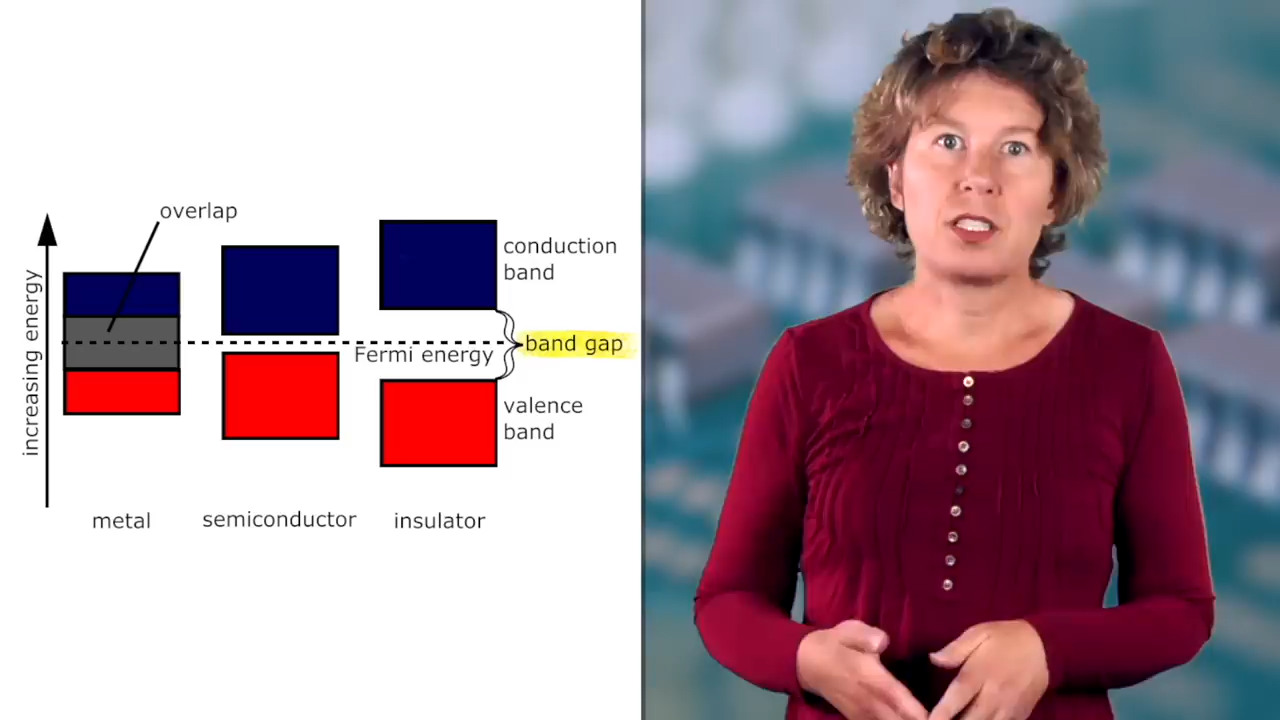 overlap
conduction
band
increasing energy
band gap
Fermi energy
valence
band
metal
semiconductor
insulator